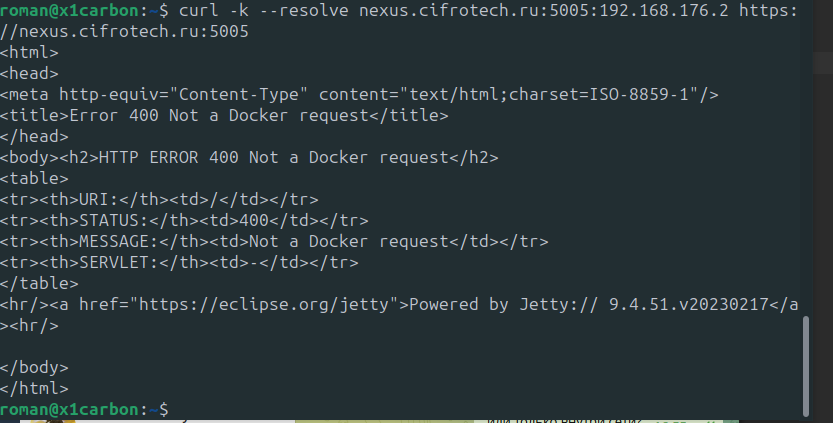 roman@x1carbon:~$ curl -k --resolve nexus.cifrotech.ru:5005:192.168.176.2 https:
//nexus.cifrotech.ru:5005
<html>
<head>
<meta http-equiv="Content-Type" content="text/html;charset=ISO-8859-1"/>
<title>Error 400 Not a Docker request</title>
</head>
<body><h2>HTTP ERROR 400 Not a Docker request</h2>
<table>
<tr><th>URI:</th><td>/</td></tr>
<tr><th>STATUS:</th><td>400</td></tr>
<tr><th>MESSAGE:</th><td>Not a Docker request</td></tr>
<tr><th>SERVLET:</th><td>-</td></tr>
</table>
<hr/><a href="https://eclipse.org/jetty">Powered by Jetty:// 9.4.51.v20230217</a
><hr/>
</body>
</html>
roman@x1carbon:~$